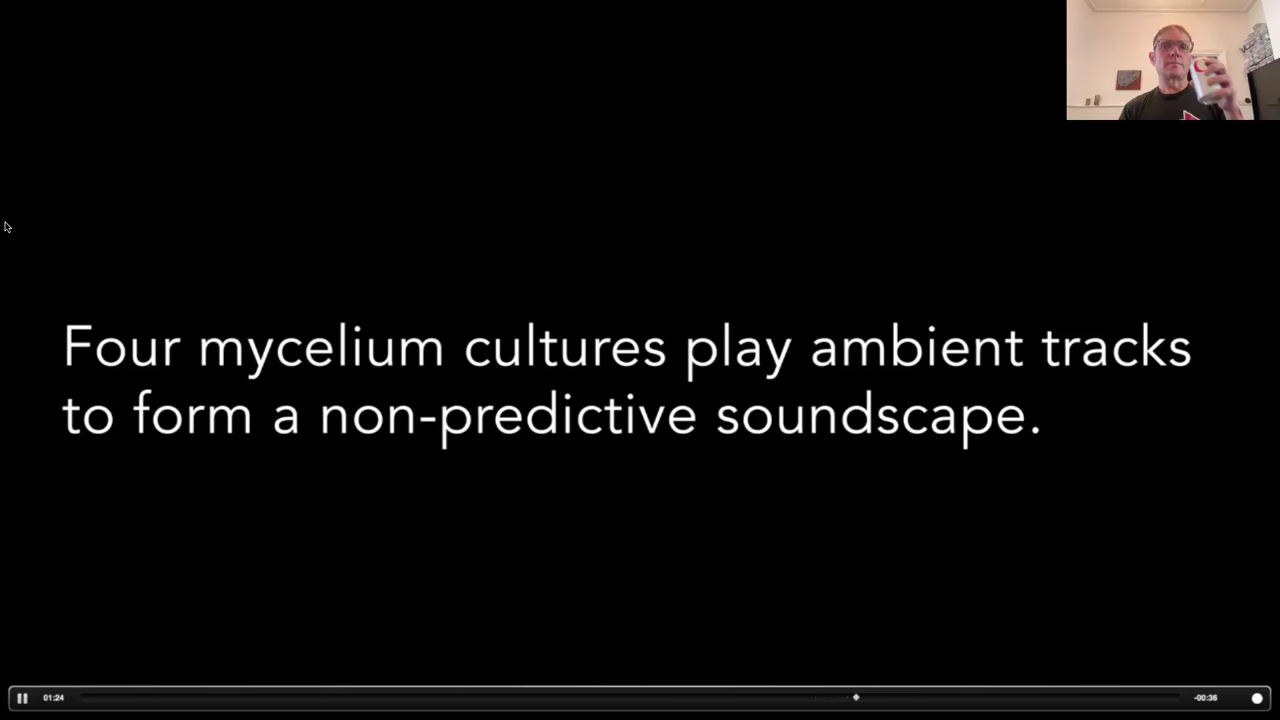 Four mycelium cultures play ambient tracks
to form a non-predictive soundscape.
01:24
-00:36